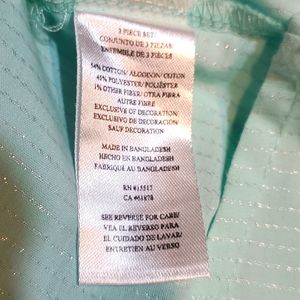 3 PIECE SET/
CONJUNTO DE 3 PIEZAS
ENSEMBLE DE 3 PIÈCES
54% COTTON/ ALGODÓN/ COTON
45% POLYESTER/ POLIÉSTER
1% OTHER FIBER/ OTRA FIBRA
AUTRE FIBRE
EXCLUSIVE OF DECORATION
EXCLUSIVO DE DECORACIÓN
SAUF DECORATION
MADE IN BANGLADESH
HECHO EN BANGLADESH
FABRIQUÉ AU BANGLADESH
RN #15517
CA #61878
SEE REVERSE FOR CARE/
VEA EL REVERSO PARA
EL CUIDADO DE LAVAR/
ENTRETIEN AU VERSO